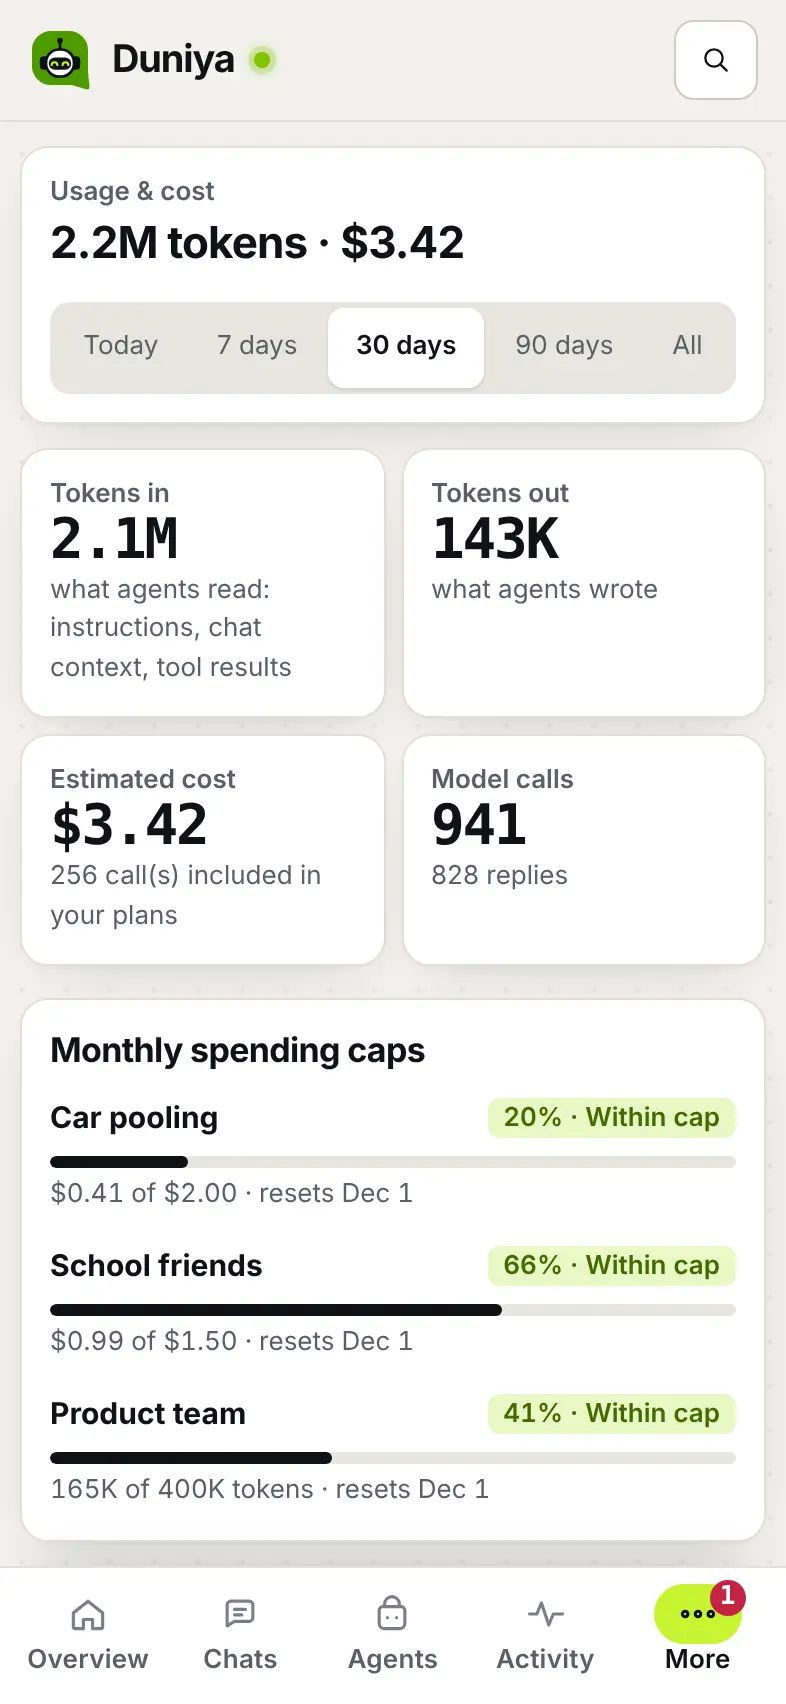 Duniya
Usage & cost
2.2M tokens · $3.42
Today 7 days 30 days 90 days All
Tokens in
2.1M
what agents read:
instructions, chat
context, tool results
Tokens out
143K
what agents wrote
Estimated cost
$3.42
256 call(s) included in
your plans
Model calls
941
828 replies
Monthly spending caps
Car pooling
20% · Within cap
$0.41 of $2.00 · resets Dec 1
School friends
66% · Within cap
$0.99 of $1.50 · resets Dec 1
Product team
41% · Within cap
165K of 400K tokens · resets Dec 1
1
Overview Chats Agents Activity More